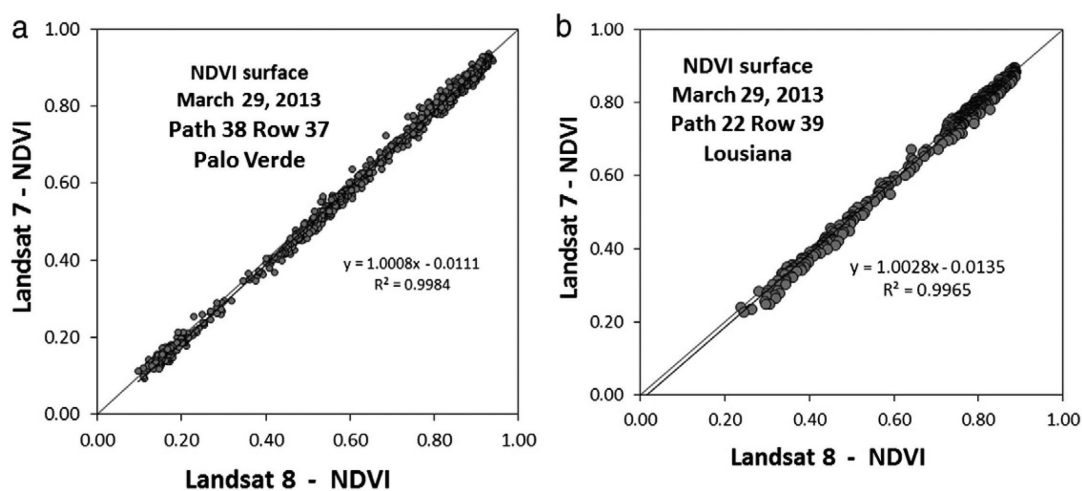 a
1.00
0.80
0.60
0.40
0.20
0.00
0.00 0.20 0.40 0.60 0.80 1.00
Landsat 7 - NDVI
Landsat 8 - NDVI
NDVI surface
March 29, 2013
Path 38 Row 37
Palo Verde
y = 1.0008x - 0.0111
R² = 0.9984
b
1.00
0.80
0.60
0.40
0.20
0.00
0.00 0.20 0.40 0.60 0.80 1.00
Landsat 7 - NDVI
Landsat 8 - NDVI
NDVI surface
March 29, 2013
Path 22 Row 39
Lousiana
y = 1.0028x - 0.0135
R² = 0.9965